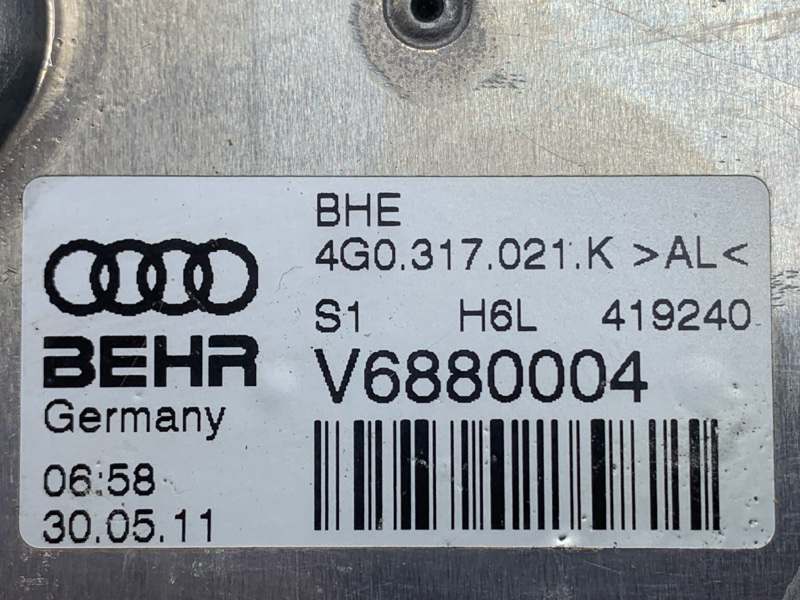 BHE
4G0.317.021.K >AL<
S1 H6L 419240
BEHR
V6880004
Germany
06:58
30.05.11